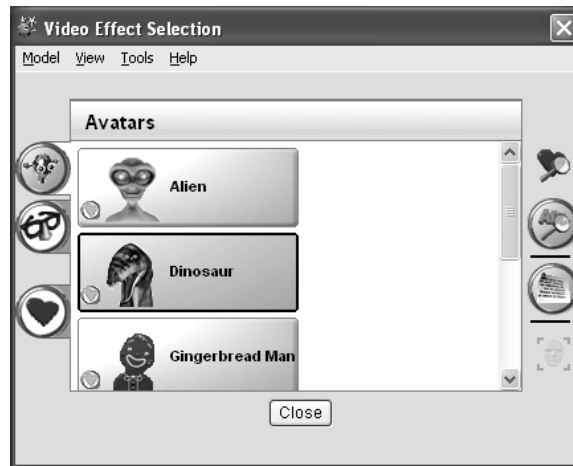 Video Effect Selection
Model View Tools Help
Avatars
Alien
Dinosaur
Gingerbread Man
Close